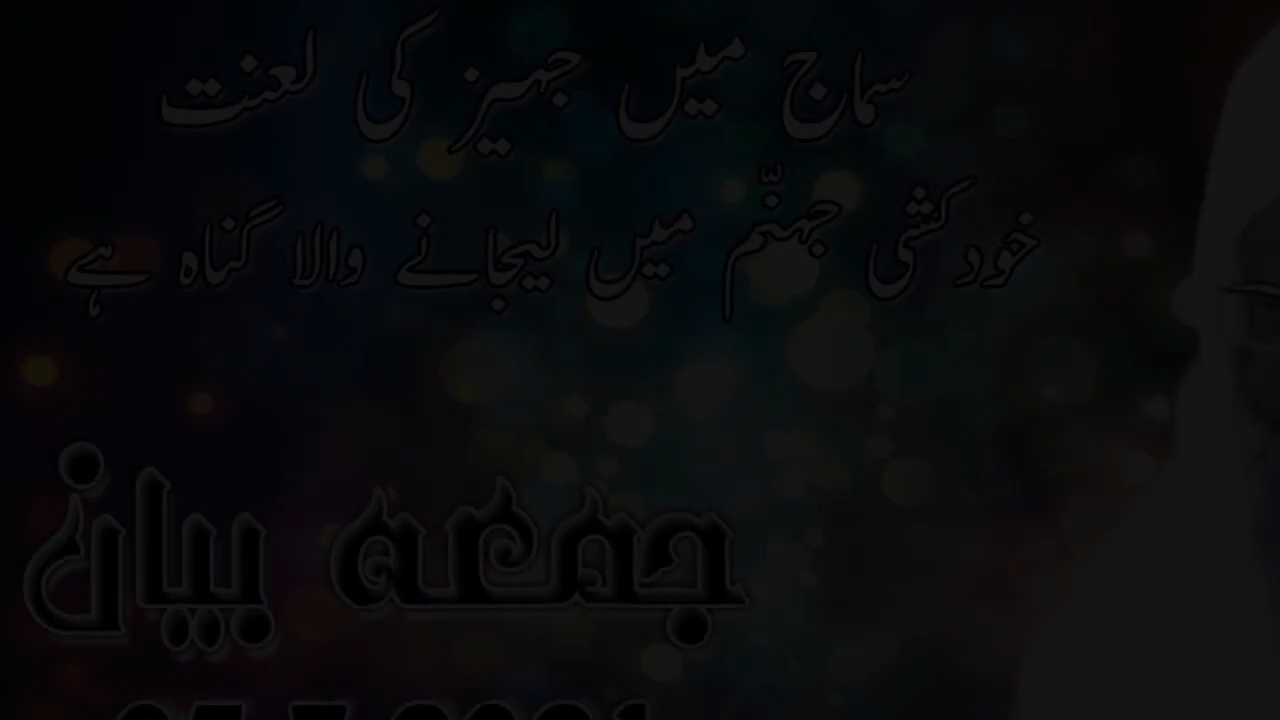 سماج میں جہیز کی لعنت
خودکشی جہنّم میں لیجانے والا گناہ ہے
جمعہ بیان